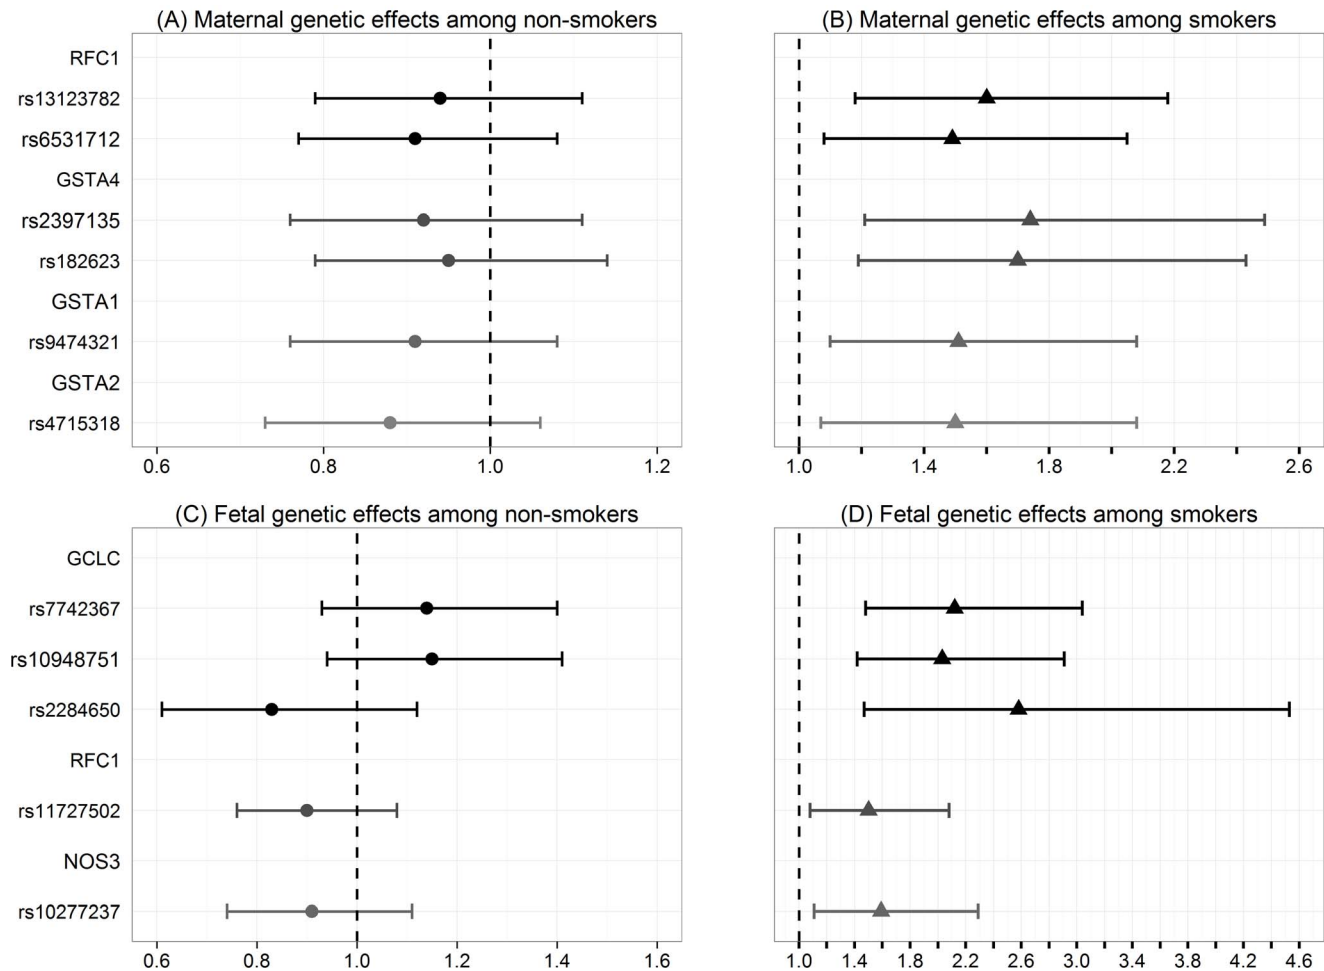 (A) Maternal genetic effects among non-smokers
RFC1
rs13123782
rs6531712
GSTA4
rs2397135
rs182623
GSTA1
rs9474321
GSTA2
rs4715318
0.6 0.8 1.0 1.2
(B) Maternal genetic effects among smokers
1.0 1.4 1.8 2.2 2.6
(C) Fetal genetic effects among non-smokers
GCLC
rs7742367
rs10948751
rs2284650
RFC1
rs11727502
NOS3
rs10277237
0.6 0.8 1.0 1.2 1.4 1.6
(D) Fetal genetic effects among smokers
1.0 1.4 1.8 2.2 2.6 3.0 3.4 3.8 4.2 4.6